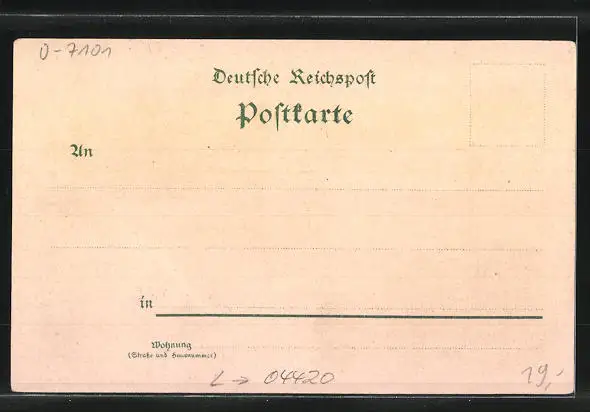 O-7101
Deutsche Reichspost
Postkarte
An
in
Wohnung
(Straße und Hausnummer)
L → 04420
19,-